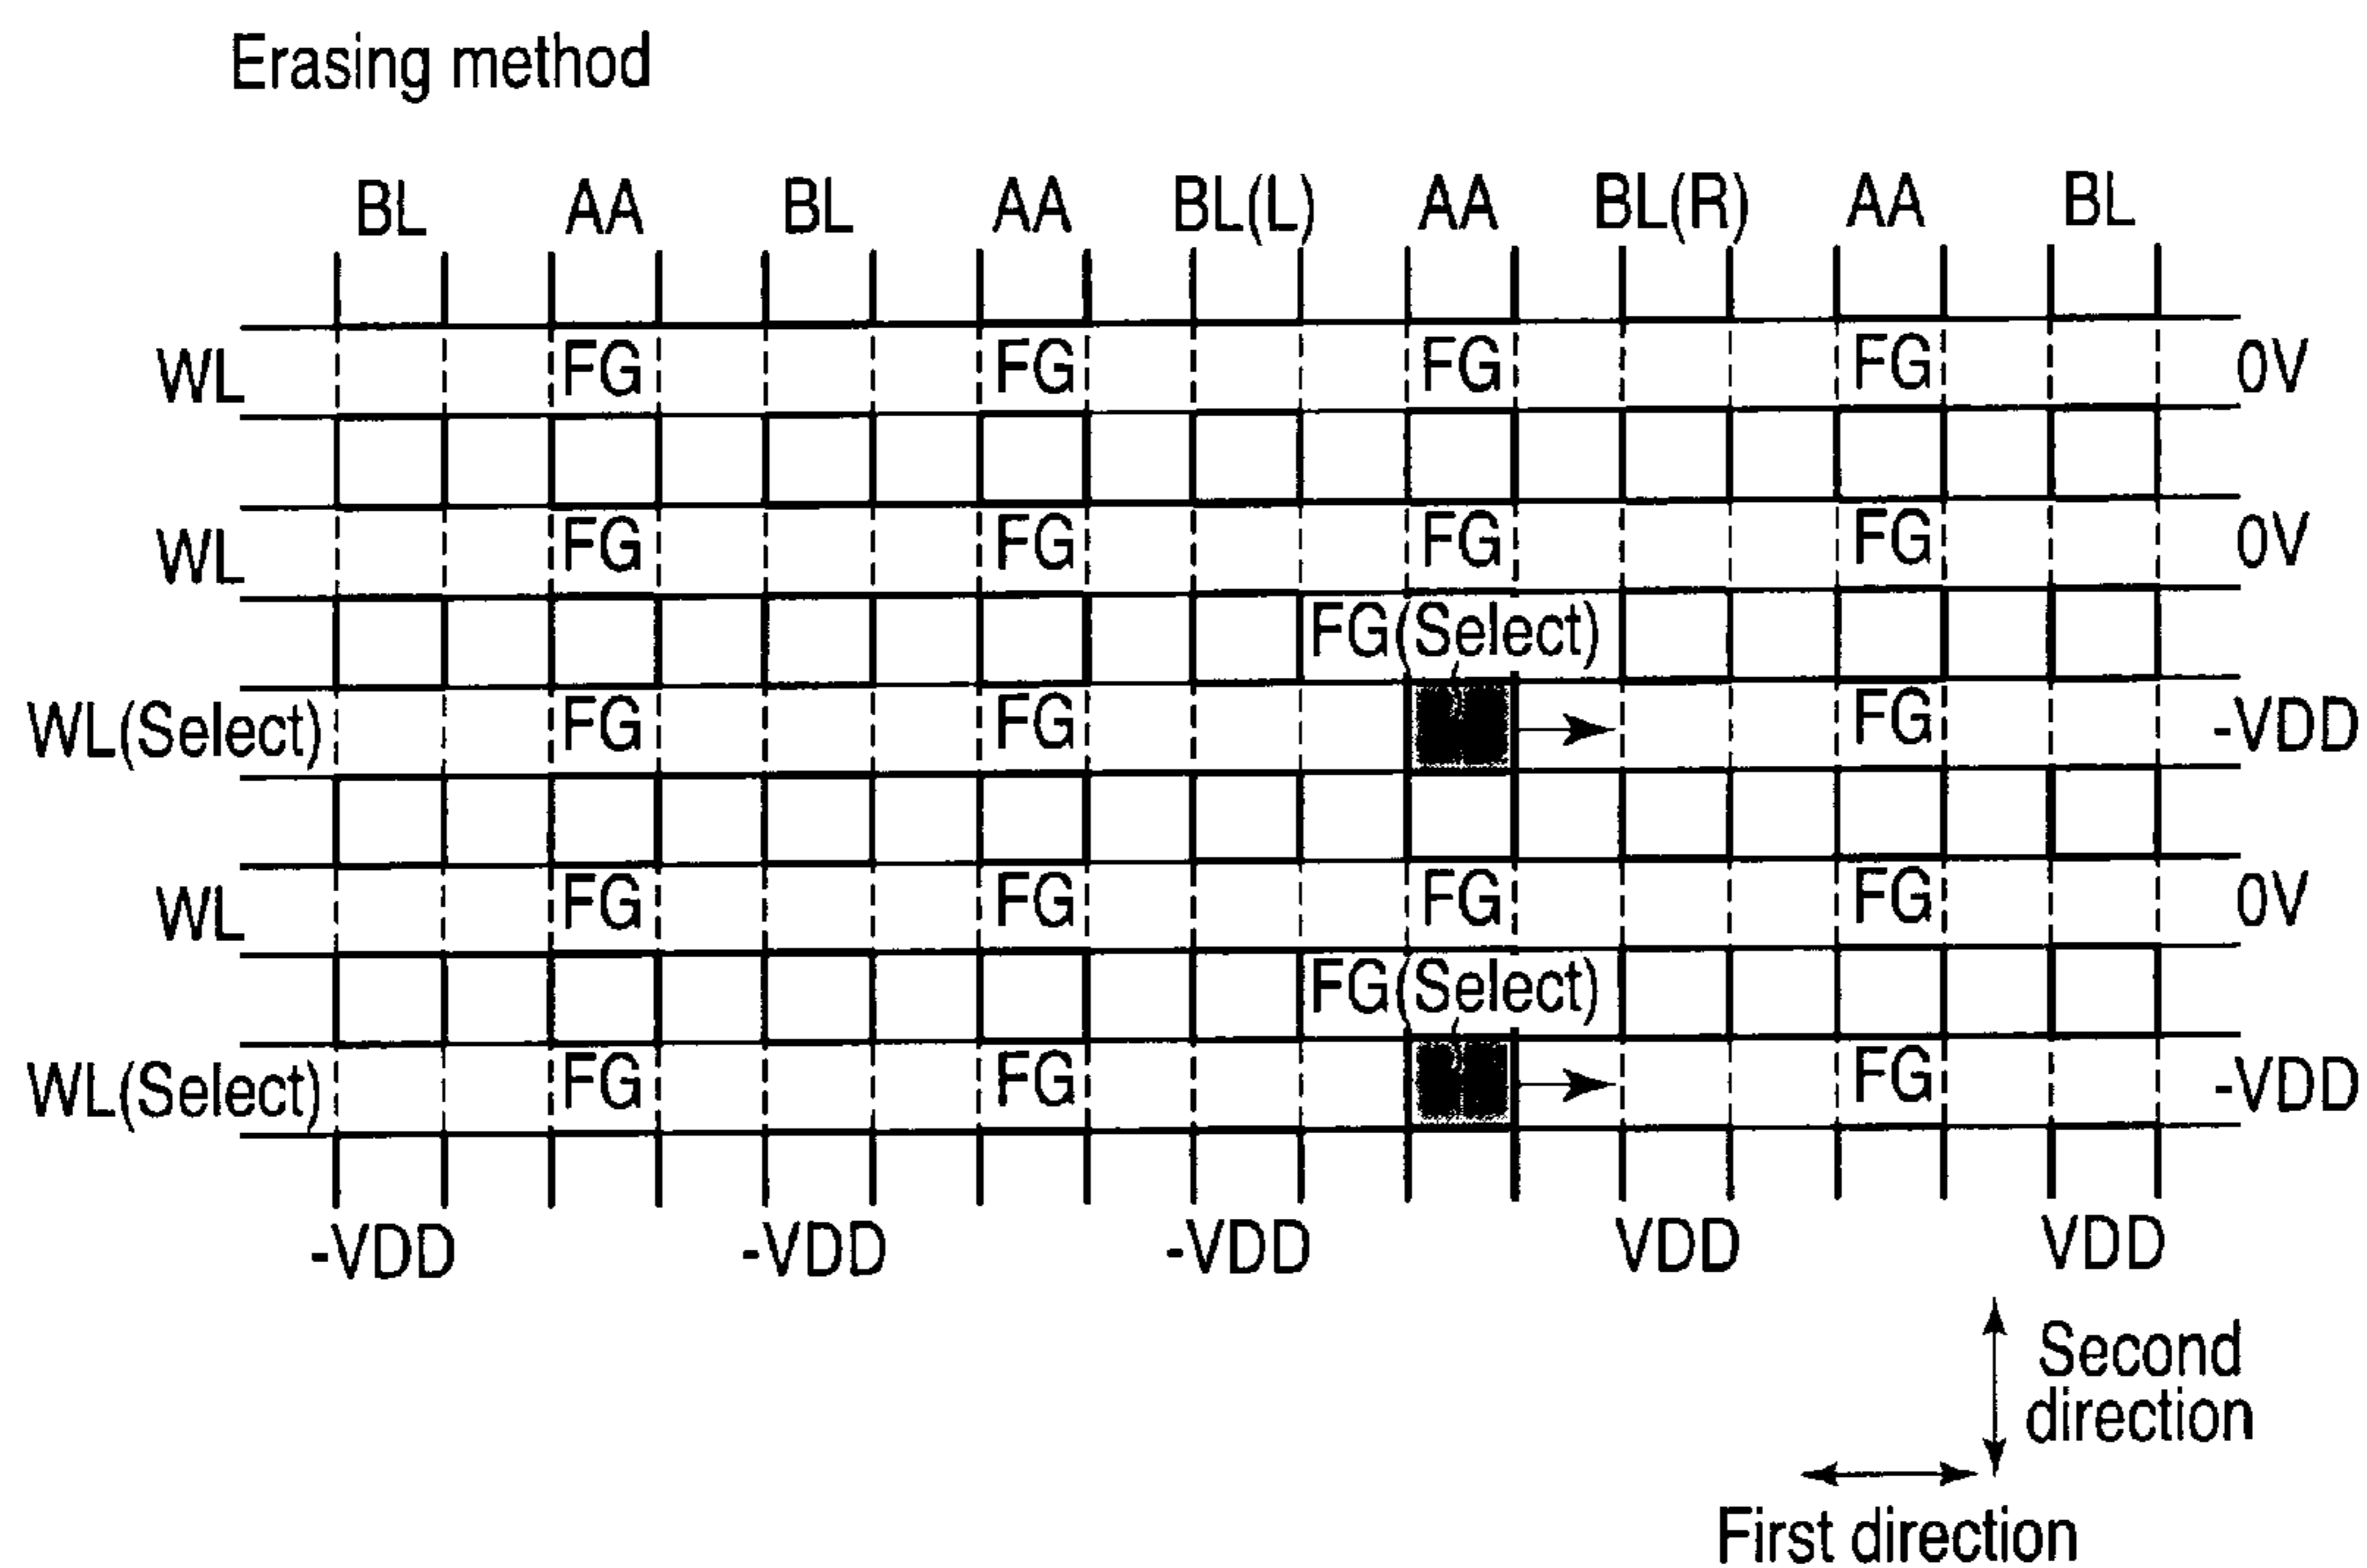 Erasing method
BL AA BL AA BL(L) AA BL(R) AA BL
WL FG FG FG FG 0V
WL FG FG FG FG 0V
FG(Select)
WL(Select) FG FG FG -VDD
WL FG FG FG FG 0V
FG(Select)
WL(Select) FG FG FG -VDD
-VDD -VDD -VDD VDD VDD
Second
direction
First direction